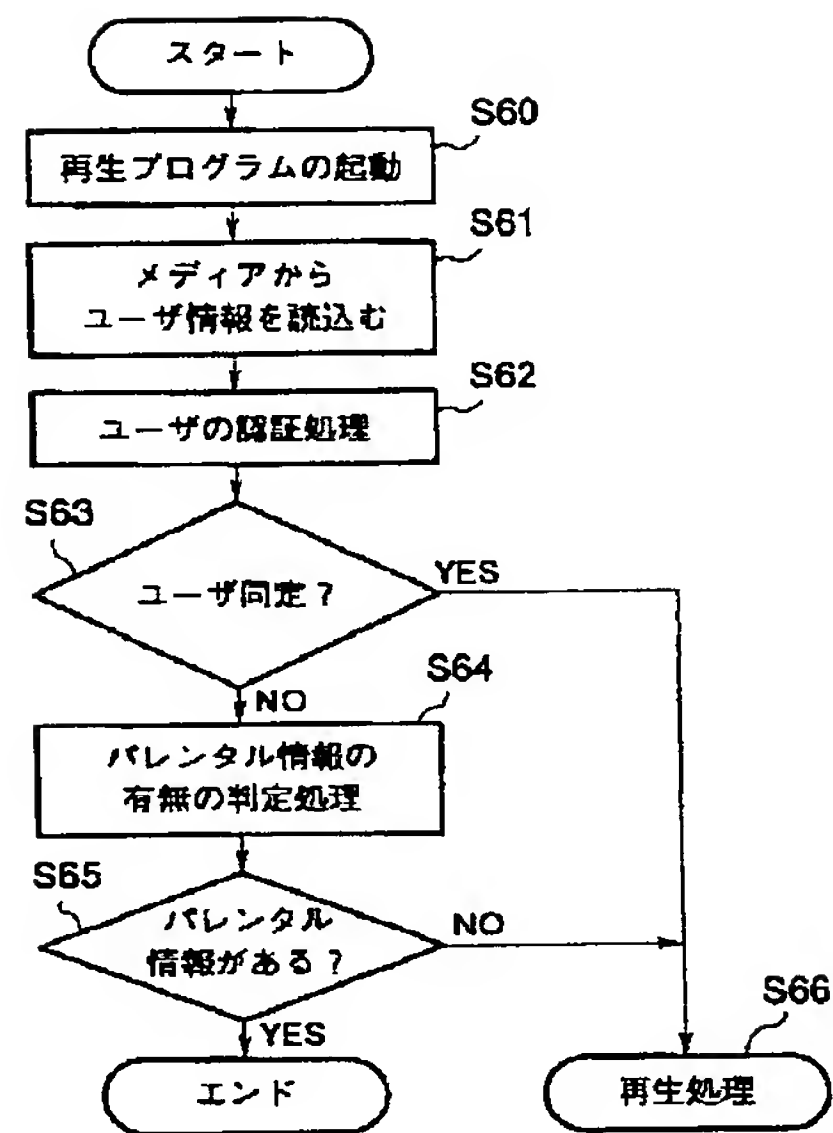 スタート
S60
再生プログラムの起動
S61
メディアから
ユーザ情報を読込む
S62
ユーザの認証処理
S63
ユーザ同定?
YES
NO
S64
パレンタル情報の
有無の判定処理
S65
パレンタル
情報がある?
NO
YES
S66
エンド
再生処理